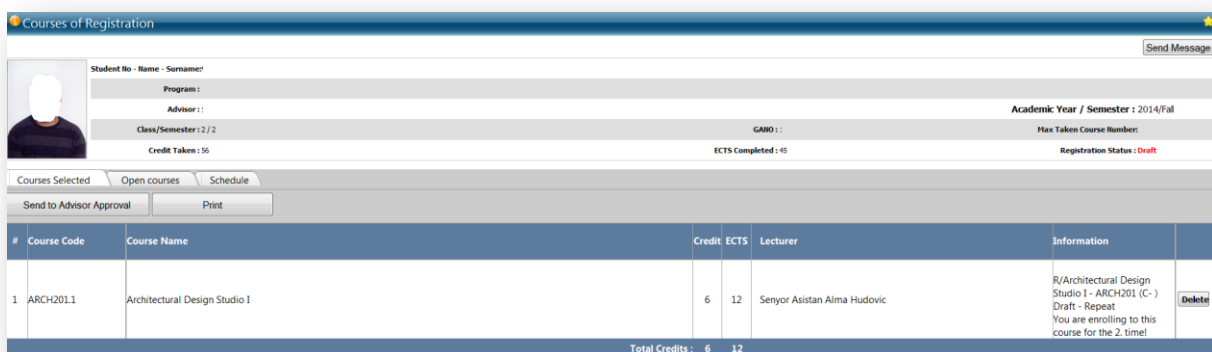 Courses of Registration
Send Message
Student No - Name - Surname:
Program :
Advisor : Academic Year / Semester : 2014/Fall
Class/Semester : 2 / 2 GANO : Max Taken Course Number:
Credit Taken : 56 ECTS Completed : 45 Registration Status : Draft
Courses Selected Open courses Schedule
Send to Advisor Approval Print
# Course Code Course Name Credit ECTS Lecturer Information
1 ARCH201.1 Architectural Design Studio I 6 12 Senyor Asistan Alma Hudovic R/Architectural Design
Studio I - ARCH201 (C- )
Draft - Repeat
You are enrolling to this
course for the 2. time!
Delete
Total Credits : 6 12